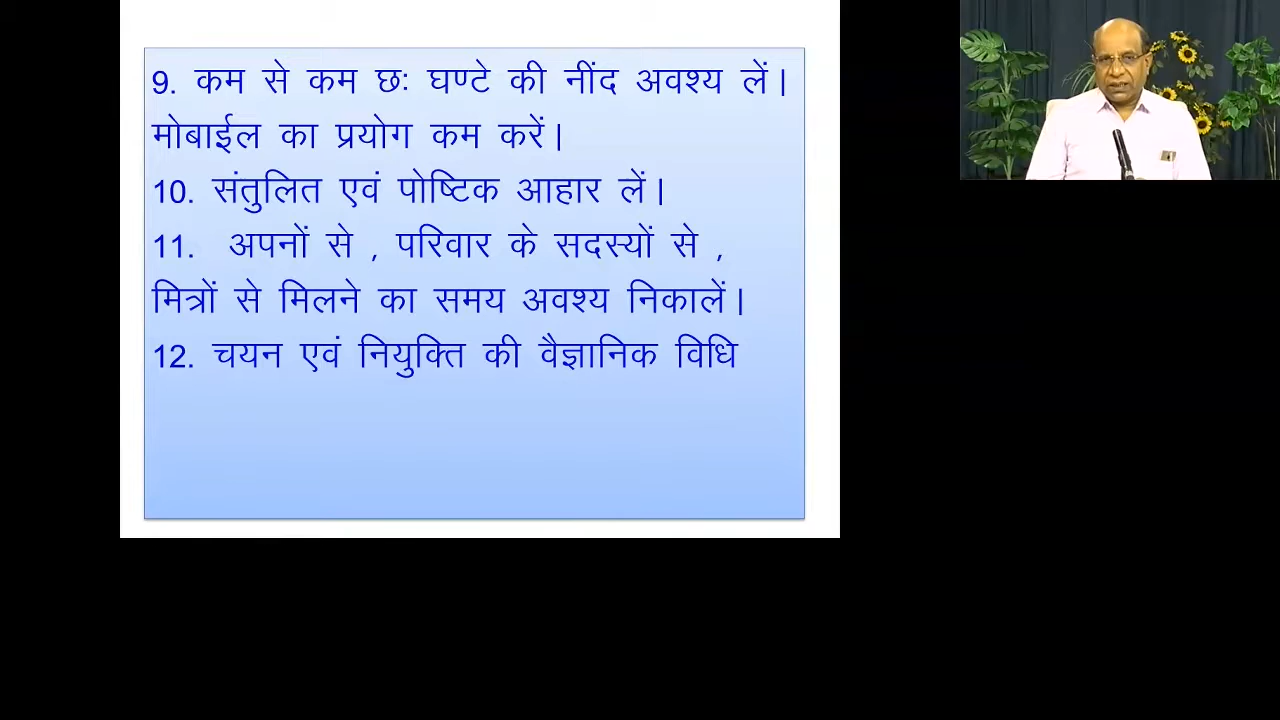 9. कम से कम छः घण्टे की नींद अवश्य लें।
मोबाईल का प्रयोग कम करें।
10. संतुलित एवं पोष्टिक आहार लें।
11. अपनों से , परिवार के सदस्यों से ,
मित्रों से मिलने का समय अवश्य निकालें।
12. चयन एवं नियुक्ति की वैज्ञानिक विधि